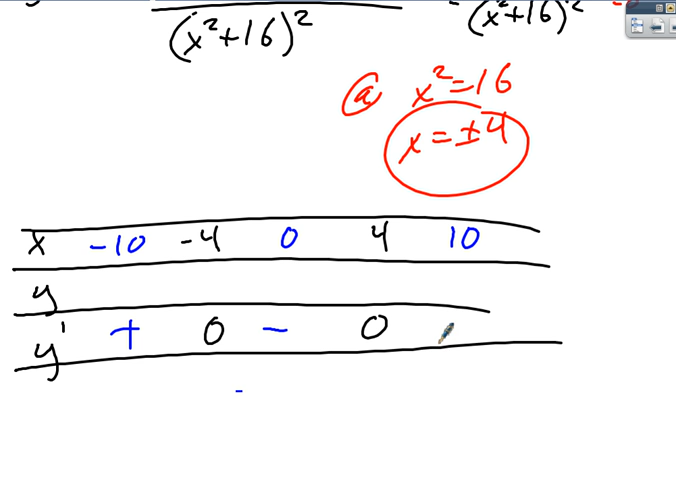 (x²+16)² (x²+16)²
@ x²=16
x=±4
x -10 -4 0 4 10
y
y' + 0 - 0
-